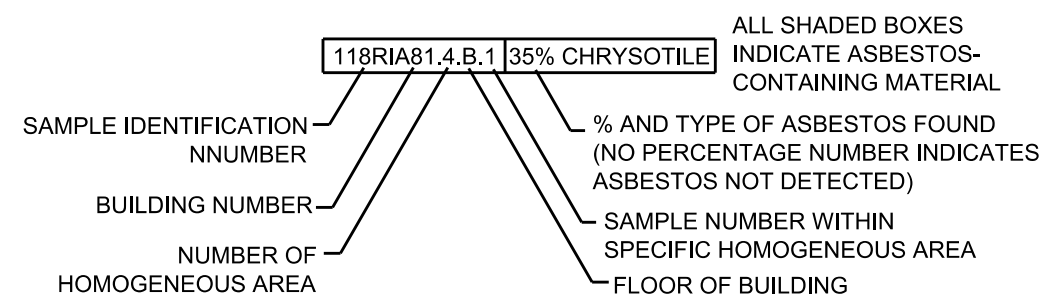 118RIA81.4.B.1 35% CHRYSOTILE
ALL SHADED BOXES
INDICATE ASBESTOS-
CONTAINING MATERIAL
SAMPLE IDENTIFICATION
NNUMBER
BUILDING NUMBER
NUMBER OF
HOMOGENEOUS AREA
% AND TYPE OF ASBESTOS FOUND
(NO PERCENTAGE NUMBER INDICATES
ASBESTOS NOT DETECTED)
SAMPLE NUMBER WITHIN
SPECIFIC HOMOGENEOUS AREA
FLOOR OF BUILDING